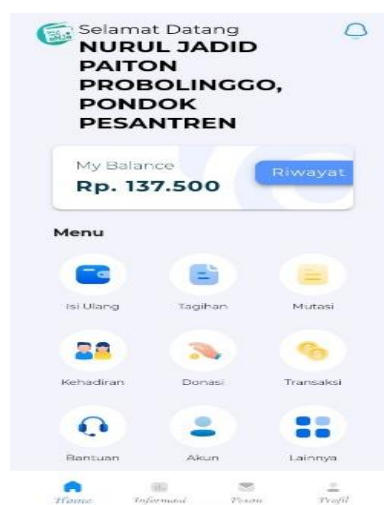 Selamat Datang
NURUL JADID
PAITON
PROBOLINGGO,
PONDOK
PESANTREN
My Balance
Riwayat
Rp. 137.500
Menu
Isi Ulang Tagihan Mutasi
Kehadiran Donasi Transaksi
Bantuan Akun Lainnya
Home Informasi Pesan Profil